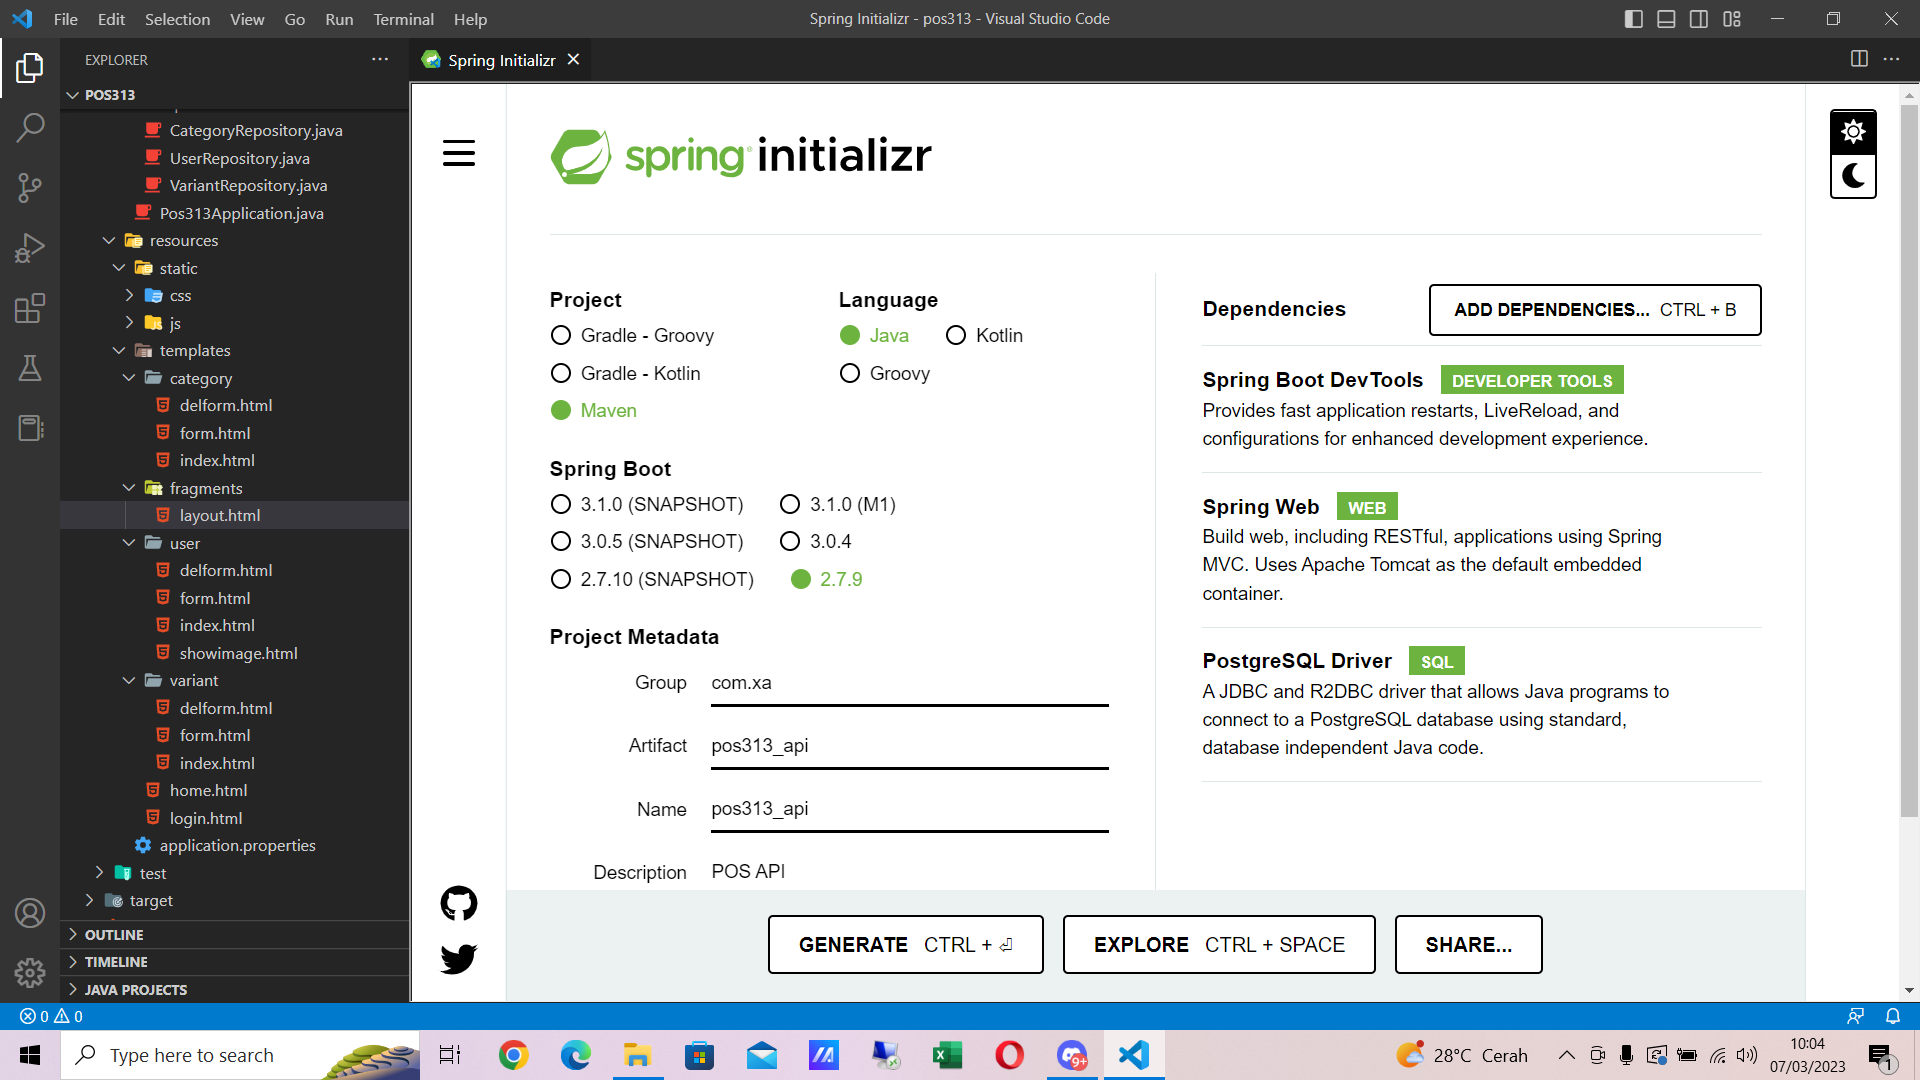 File Edit Selection View Go Run Terminal Help
Spring Initializr - pos313 - Visual Studio Code
EXPLORER
POS313
CategoryRepository.java
UserRepository.java
VariantRepository.java
Pos313Application.java
resources
static
css
js
templates
category
delform.html
form.html
index.html
fragments
layout.html
user
delform.html
form.html
index.html
showimage.html
variant
delform.html
form.html
index.html
home.html
login.html
application.properties
test
target
OUTLINE
TIMELINE
JAVA PROJECTS
Spring Initializr
spring initializr
Project
Gradle - Groovy
Gradle - Kotlin
Maven
Language
Java Kotlin
Groovy
Spring Boot
3.1.0 (SNAPSHOT) 3.1.0 (M1)
3.0.5 (SNAPSHOT) 3.0.4
2.7.10 (SNAPSHOT) 2.7.9
Project Metadata
Group com.xa
Artifact pos313_api
Name pos313_api
Description POS API
Dependencies ADD DEPENDENCIES... CTRL + B
Spring Boot DevTools DEVELOPER TOOLS
Provides fast application restarts, LiveReload, and
configurations for enhanced development experience.
Spring Web WEB
Build web, including RESTful, applications using Spring
MVC. Uses Apache Tomcat as the default embedded
container.
PostgreSQL Driver SQL
A JDBC and R2DBC driver that allows Java programs to
connect to a PostgreSQL database using standard,
database independent Java code.
GENERATE CTRL + ⏎ EXPLORE CTRL + SPACE SHARE...
0 0
Type here to search
9+
28°C Cerah
10:04
07/03/2023
1